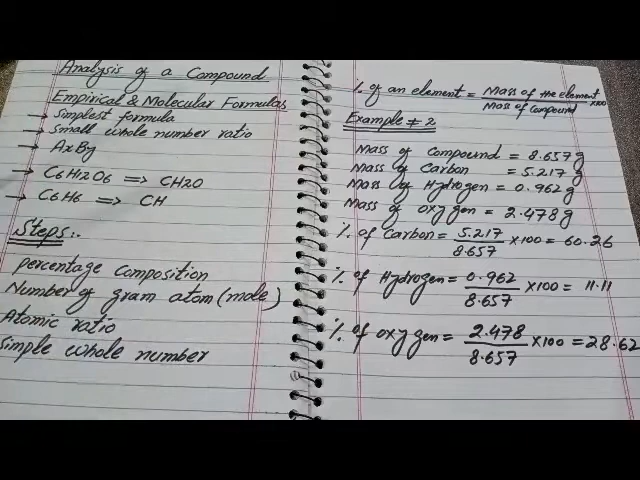 Analysis of a Compound
Empirical & Molecular Formulas
→ Simplest formula
→ Small whole number ratio
→ AxBy
→ C6H12O6 ⟹ CH2O
→ C6H6 ⟹ CH
Steps:.
percentage Composition
Number of gram atom (mole)
Atomic ratio
Simple whole number
% of an element = Mass of the element / Mass of Compound ×100
Example # 2
Mass of Compound = 8.657g
Mass of Carbon = 5.217g
Mass of Hydrogen = 0.962g
Mass of oxygen = 2.478g
% of Carbon = 5.217 / 8.657 ×100 = 60.26
% of Hydrogen = 0.962 / 8.657 ×100 = 11.11
% of oxygen = 2.478 / 8.657 ×100 = 28.62